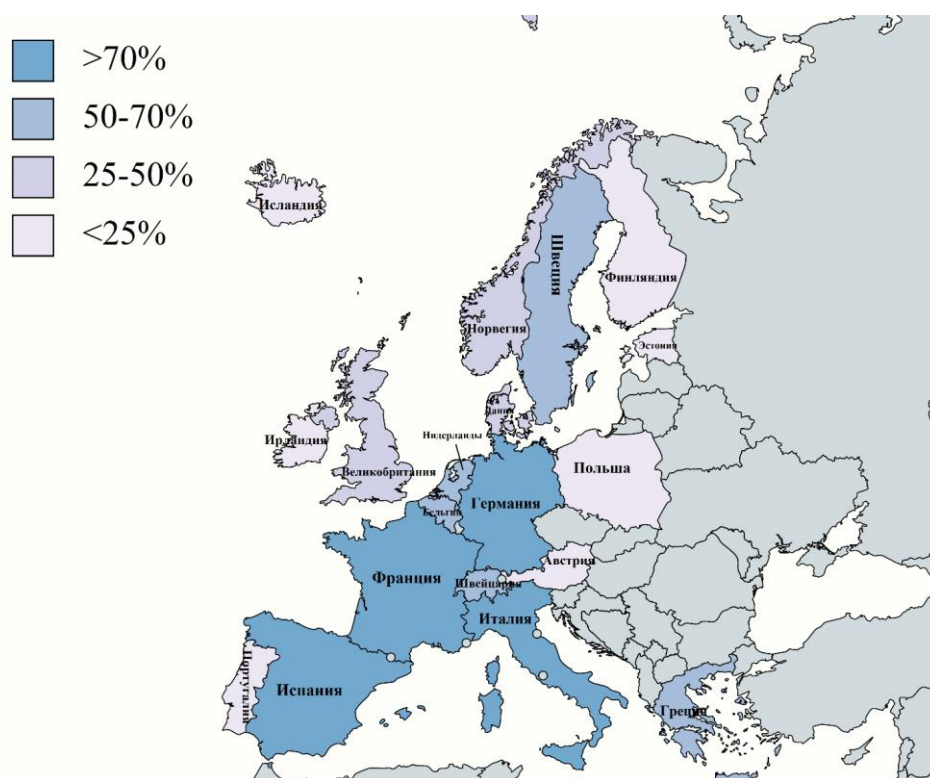 >70%
50-70%
25-50%
<25%
Исландия
Швеция
Финляндия
Норвегия
Эстония
Дания
Нидерланды
Ирландия
Великобритания
Польша
Германия
Бельгия
Австрия
Франция
Швейцария
Италия
Португалия
Испания
Греция